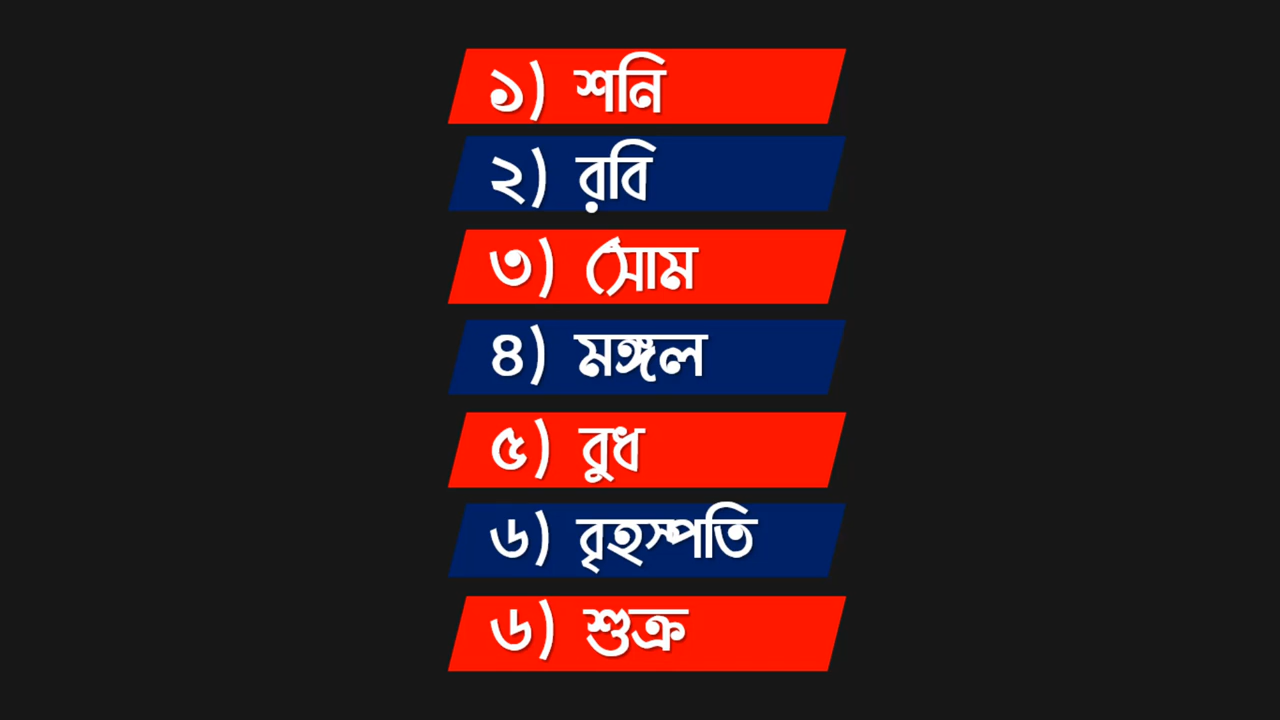 ১) শনি
২) রবি
৩) সোম
৪) মঙ্গল
৫) বুধ
৬) বৃহস্পতি
৬) শুক্র